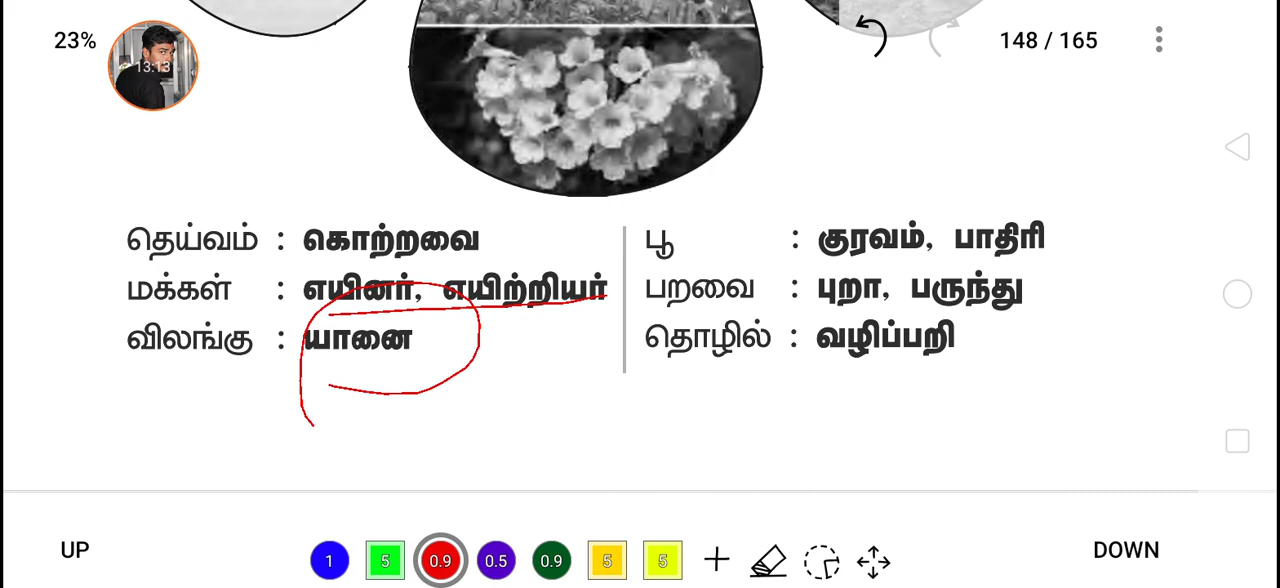 23%
13:13
148 / 165
தெய்வம் : கொற்றவை
மக்கள் : எயினர், எயிற்றியர்
விலங்கு : யானை
பூ : குரவம், பாதிரி
பறவை : புறா, பருந்து
தொழில் : வழிப்பறி
UP
1 5 0.9 0.5 0.9 5 5
DOWN